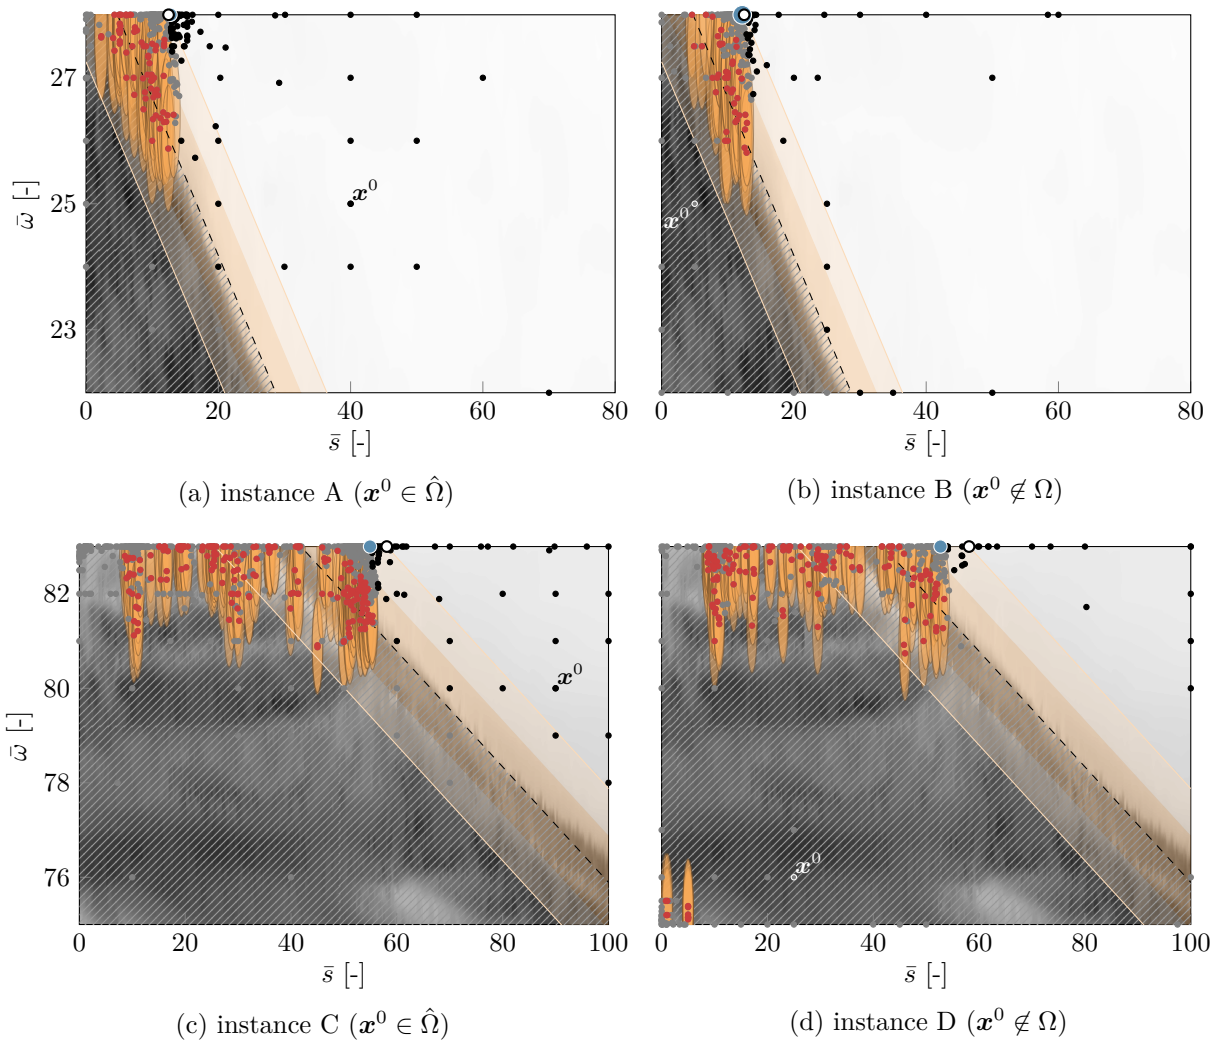 27
25
23
ω̄ [-]
x⁰
x⁰
0 20 40 60 80
0 20 40 60 80
s̄ [-]
s̄ [-]
(a) instance A (x⁰ ∈ Ω̂)
(b) instance B (x⁰ ∉ Ω)
82
80
78
76
ω̄ [-]
x⁰
x⁰
0 20 40 60 80 100
0 20 40 60 80 100
s̄ [-]
s̄ [-]
(c) instance C (x⁰ ∈ Ω̂)
(d) instance D (x⁰ ∉ Ω)